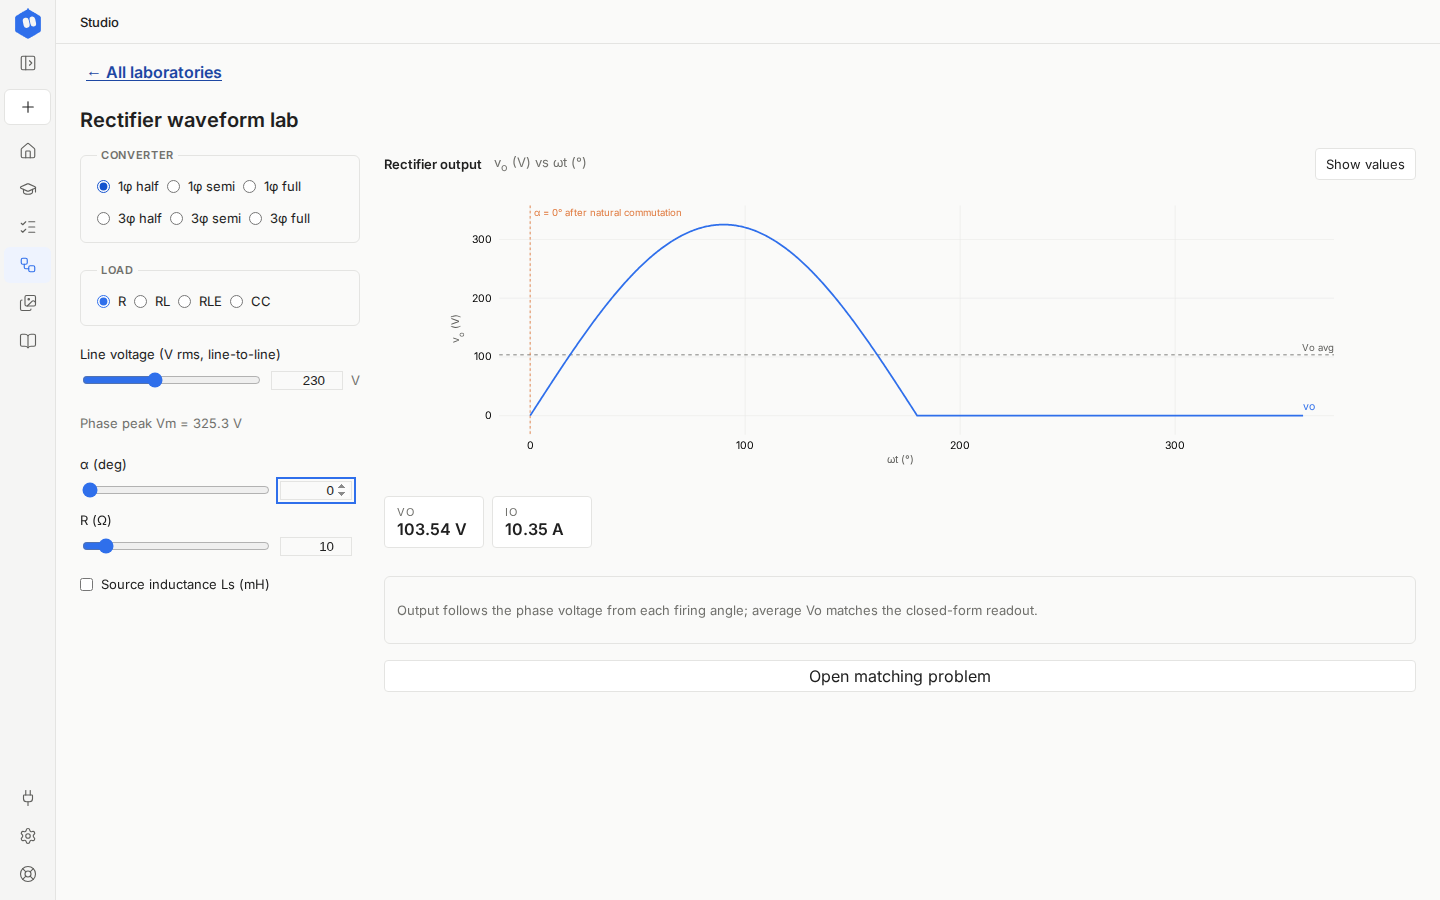 Studio
← All laboratories
Rectifier waveform lab
CONVERTER
1φ half 1φ semi 1φ full
3φ half 3φ semi 3φ full
LOAD
R RL RLE CC
Line voltage (V rms, line-to-line)
230 V
Phase peak Vm = 325.3 V
α (deg)
0
R (Ω)
10
Source inductance Ls (mH)
Rectifier output vo (V) vs ωt (°)
Show values
α = 0° after natural commutation
300
200
100
0
vo (V)
Vo avg
vo
0 100 200 300
ωt (°)
VO
103.54 V
IO
10.35 A
Output follows the phase voltage from each firing angle; average Vo matches the closed-form readout.
Open matching problem